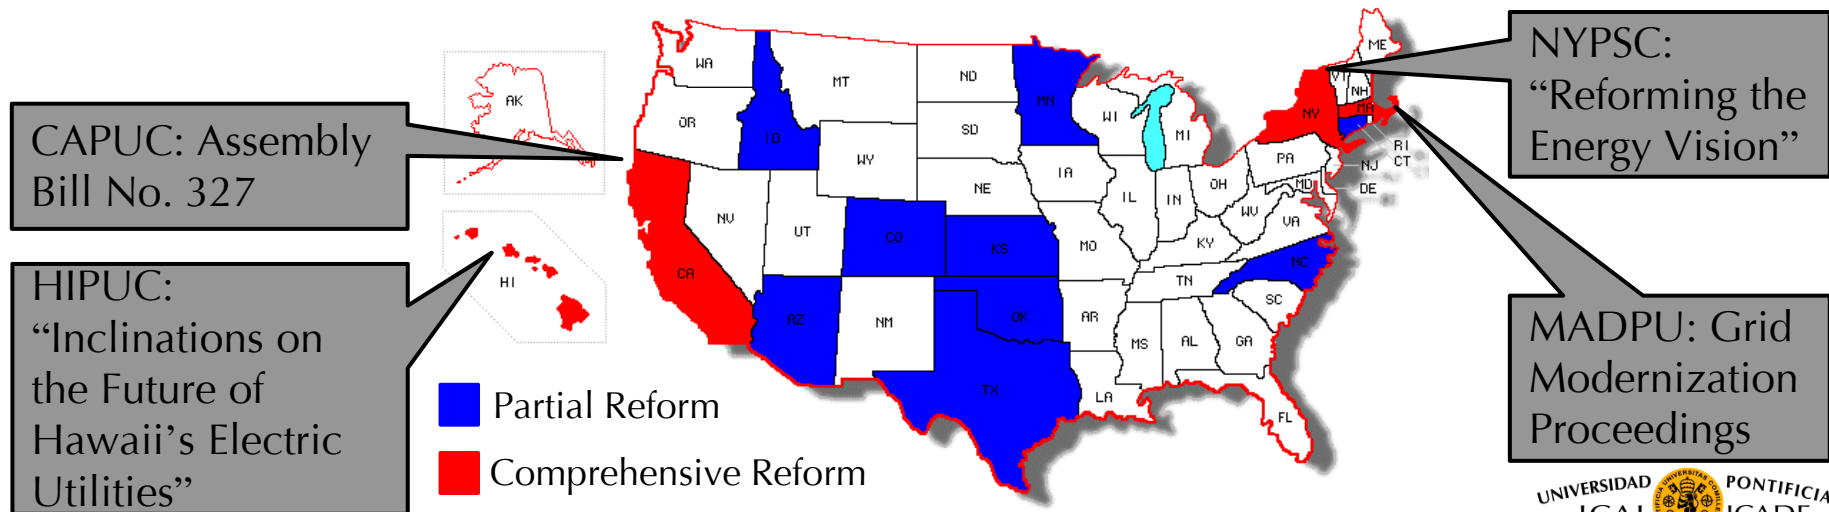 CAPUC: Assembly
Bill No. 327
HIPUC:
“Inclinations on
the Future of
Hawaii’s Electric
Utilities”
AK
HI
Partial Reform
Comprehensive Reform
WA
OR
CA
ID
NV
MT
WY
UT
AZ
CO
NM
ND
SD
NE
KS
OK
TX
MN
IA
MO
AR
LA
WI
IL
MS
MI
IN
KY
TN
AL
OH
WV
VA
NC
SC
GA
FL
PA
MD
NY
VT
NH
ME
MA
RI
CT
NJ
DE
NYPSC:
“Reforming the
Energy Vision”
MADPU: Grid
Modernization
Proceedings
UNIVERSIDAD PONTIFICIA